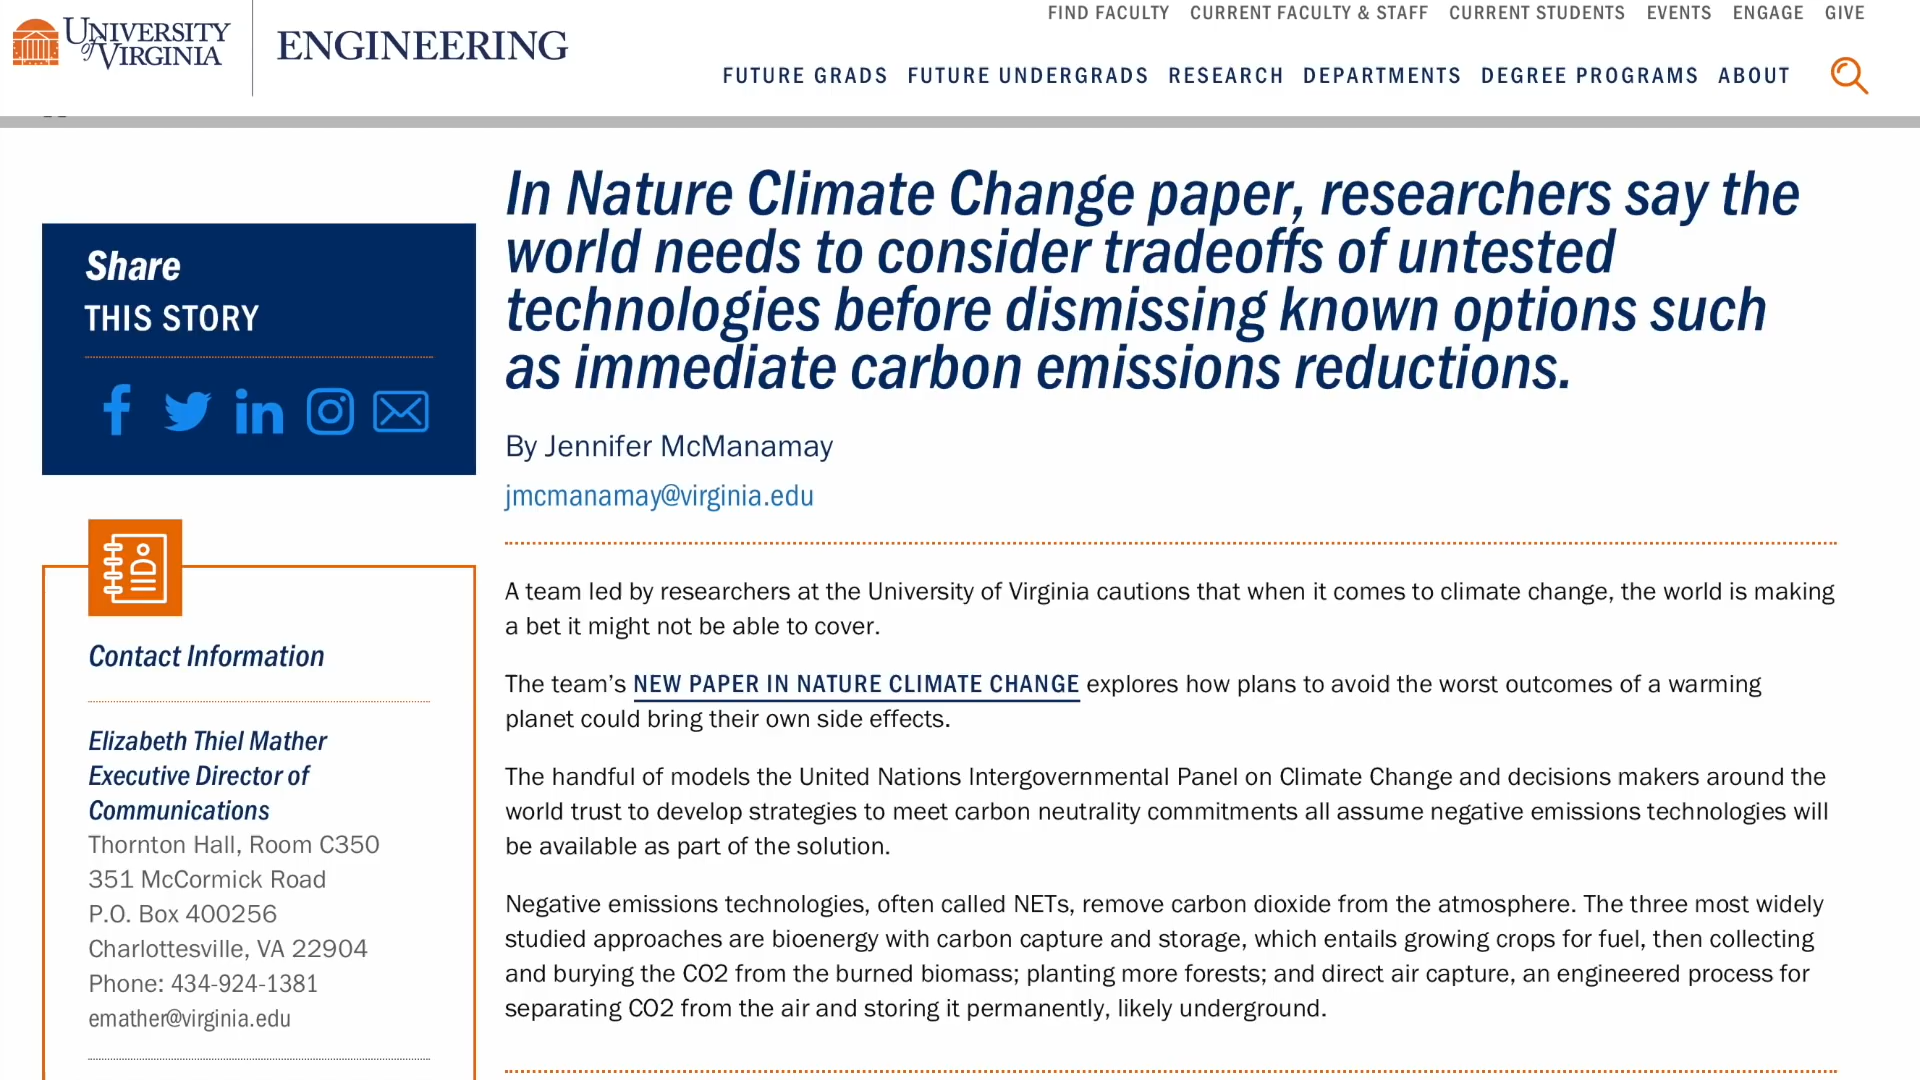 UNIVERSITY
of VIRGINIA
ENGINEERING
FIND FACULTY CURRENT FACULTY & STAFF CURRENT STUDENTS EVENTS ENGAGE GIVE
FUTURE GRADS FUTURE UNDERGRADS RESEARCH DEPARTMENTS DEGREE PROGRAMS ABOUT
Share
THIS STORY
Contact Information
Elizabeth Thiel Mather
Executive Director of
Communications
Thornton Hall, Room C350
351 McCormick Road
P.O. Box 400256
Charlottesville, VA 22904
Phone: 434-924-1381
emather@virginia.edu
In Nature Climate Change paper, researchers say the
world needs to consider tradeoffs of untested
technologies before dismissing known options such
as immediate carbon emissions reductions.
By Jennifer McManamay
jmcmanamay@virginia.edu
A team led by researchers at the University of Virginia cautions that when it comes to climate change, the world is making
a bet it might not be able to cover.
The team’s NEW PAPER IN NATURE CLIMATE CHANGE explores how plans to avoid the worst outcomes of a warming
planet could bring their own side effects.
The handful of models the United Nations Intergovernmental Panel on Climate Change and decisions makers around the
world trust to develop strategies to meet carbon neutrality commitments all assume negative emissions technologies will
be available as part of the solution.
Negative emissions technologies, often called NETs, remove carbon dioxide from the atmosphere. The three most widely
studied approaches are bioenergy with carbon capture and storage, which entails growing crops for fuel, then collecting
and burying the CO2 from the burned biomass; planting more forests; and direct air capture, an engineered process for
separating CO2 from the air and storing it permanently, likely underground.